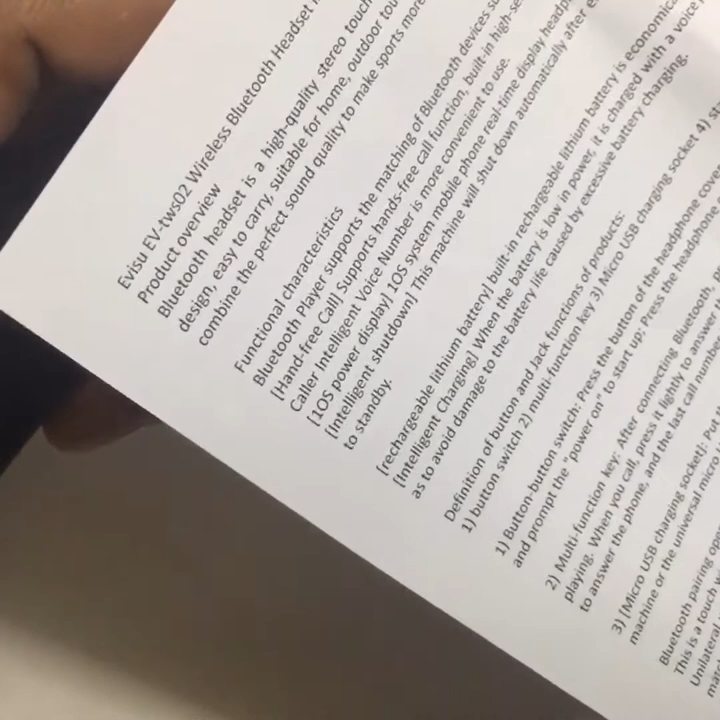 Evisu EV-tws02 Wireless Bluetooth Headset
Product overview
Bluetooth headset is a high-quality stereo touch
design, easy to carry, suitable for home, outdoor tou
combine the perfect sound quality to make sports more
Functional characteristics
Bluetooth Player supports the matching of Bluetooth devices su
[Hand-free Call] Supports hands-free call function, built-in high-se
Caller Intelligent Voice Number is more convenient to use.
[1OS power display] 1OS system mobile phone real-time display headp
[Intelligent shutdown] This machine will shut down automatically after
to standby.
[rechargeable lithium battery] built-in rechargeable lithium battery is economica
[Intelligent Charging] When the battery is low in power, it is charged with a voice
as to avoid damage to the battery life caused by excessive battery charging.
Definition of button and Jack functions of products:
1) button switch 2) multi-function key 3) Micro USB charging socket 4) s
1) Button-button switch: Press the button of the headphone cove
and prompt the "power on" to start up; Press the headphone
2) Multi-function key: After connecting Bluetooth,
playing. When you call, press it lightly to answer
to answer the phone, and the last call number
3) [Micro USB charging socket]: Put
machine or the universal micro
Bluetooth pairing ope
This is a touch
Unilateral